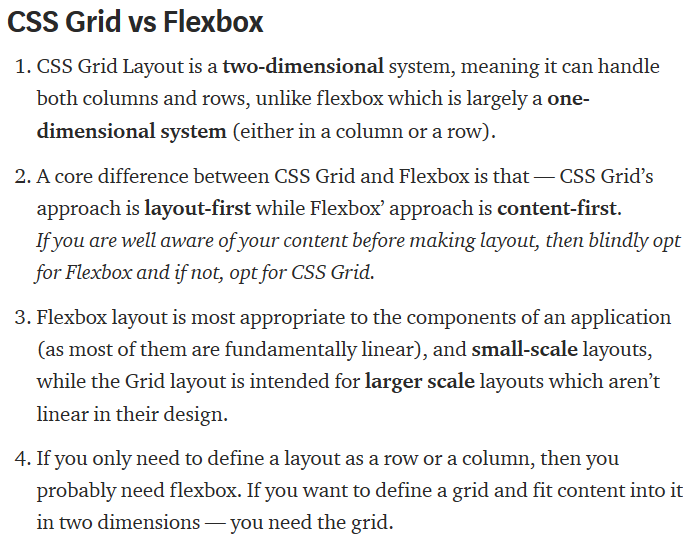 CSS Grid vs Flexbox
1. CSS Grid Layout is a two-dimensional system, meaning it can handle
both columns and rows, unlike flexbox which is largely a one-
dimensional system (either in a column or a row).
2. A core difference between CSS Grid and Flexbox is that — CSS Grid’s
approach is layout-first while Flexbox’ approach is content-first.
If you are well aware of your content before making layout, then blindly opt
for Flexbox and if not, opt for CSS Grid.
3. Flexbox layout is most appropriate to the components of an application
(as most of them are fundamentally linear), and small-scale layouts,
while the Grid layout is intended for larger scale layouts which aren’t
linear in their design.
4. If you only need to define a layout as a row or a column, then you
probably need flexbox. If you want to define a grid and fit content into it
in two dimensions — you need the grid.